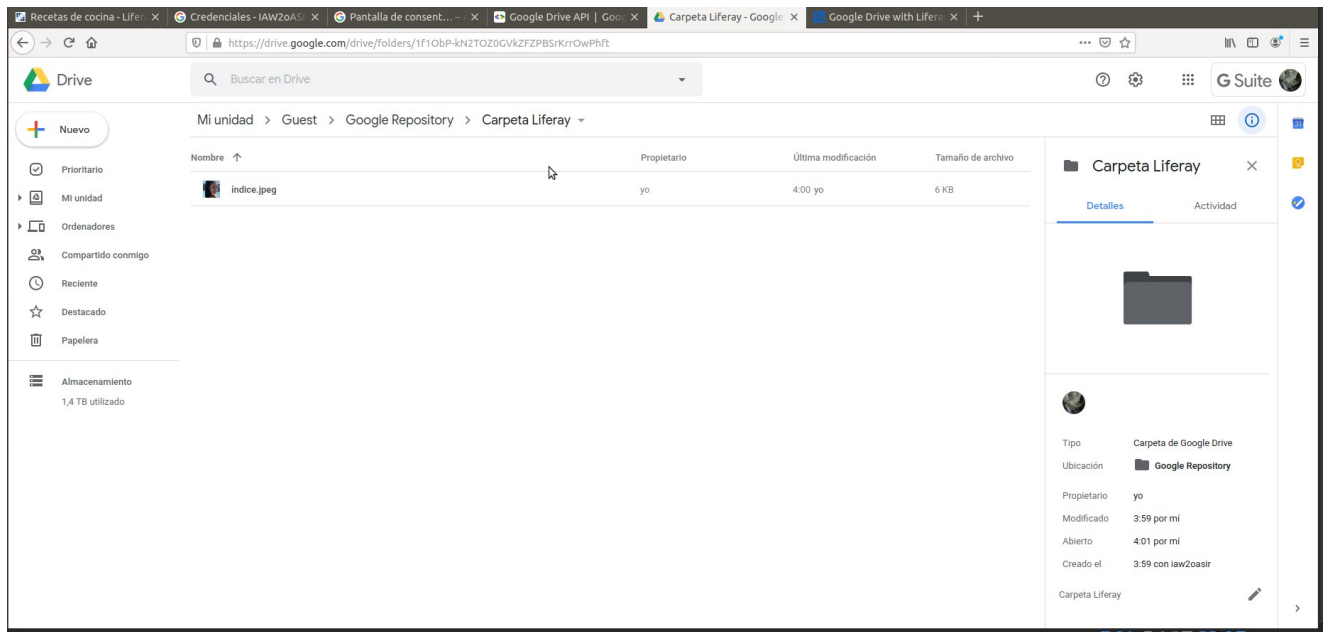 Recetas de cocina - Lifer
Credenciales - IAW2oASI
Pantalla de consent… –
Google Drive API | Goog
Carpeta Liferay - Google
Google Drive with Lifera
https://drive.google.com/drive/folders/1f1ObP-kN2TOZ0GVkZFZPBSrKrrOwPhft
Drive
Buscar en Drive
G Suite
Nuevo
Mi unidad > Guest > Google Repository > Carpeta Liferay
Nombre
Propietario
Última modificación
Tamaño de archivo
índice.jpeg
yo
4:00 yo
6 KB
Prioritario
Mi unidad
Ordenadores
Compartido conmigo
Reciente
Destacado
Papelera
Almacenamiento
1,4 TB utilizado
Carpeta Liferay
Detalles
Actividad
Tipo
Carpeta de Google Drive
Ubicación
Google Repository
Propietario
yo
Modificado
3:59 por mí
Abierto
4:01 por mí
Creado el
3:59 con iaw2oasir
Carpeta Liferay
31